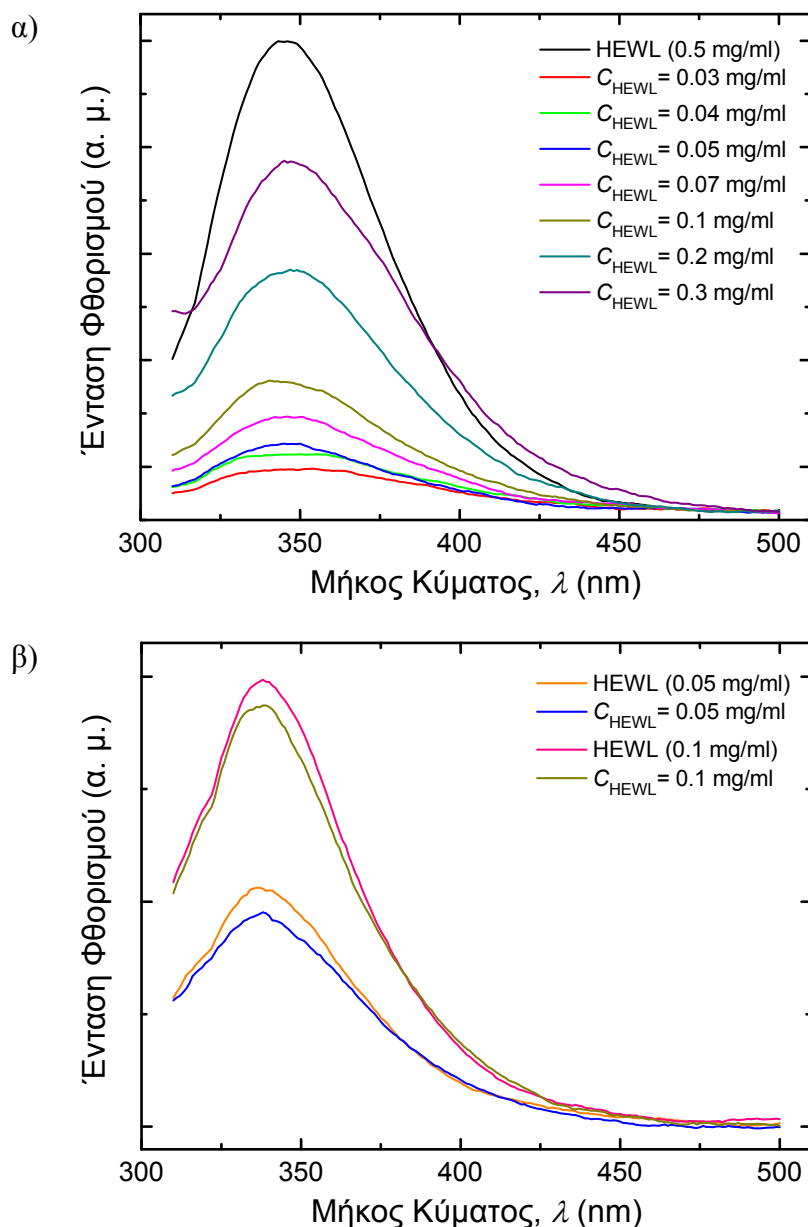 α)
Ένταση Φθορισμού (α. μ.)
HEWL (0.5 mg/ml)
CHEWL= 0.03 mg/ml
CHEWL= 0.04 mg/ml
CHEWL= 0.05 mg/ml
CHEWL= 0.07 mg/ml
CHEWL= 0.1 mg/ml
CHEWL= 0.2 mg/ml
CHEWL= 0.3 mg/ml
300 350 400 450 500
Μήκος Κύματος, λ (nm)
β)
Ένταση Φθορισμού (α. μ.)
HEWL (0.05 mg/ml)
CHEWL= 0.05 mg/ml
HEWL (0.1 mg/ml)
CHEWL= 0.1 mg/ml
300 350 400 450 500
Μήκος Κύματος, λ (nm)